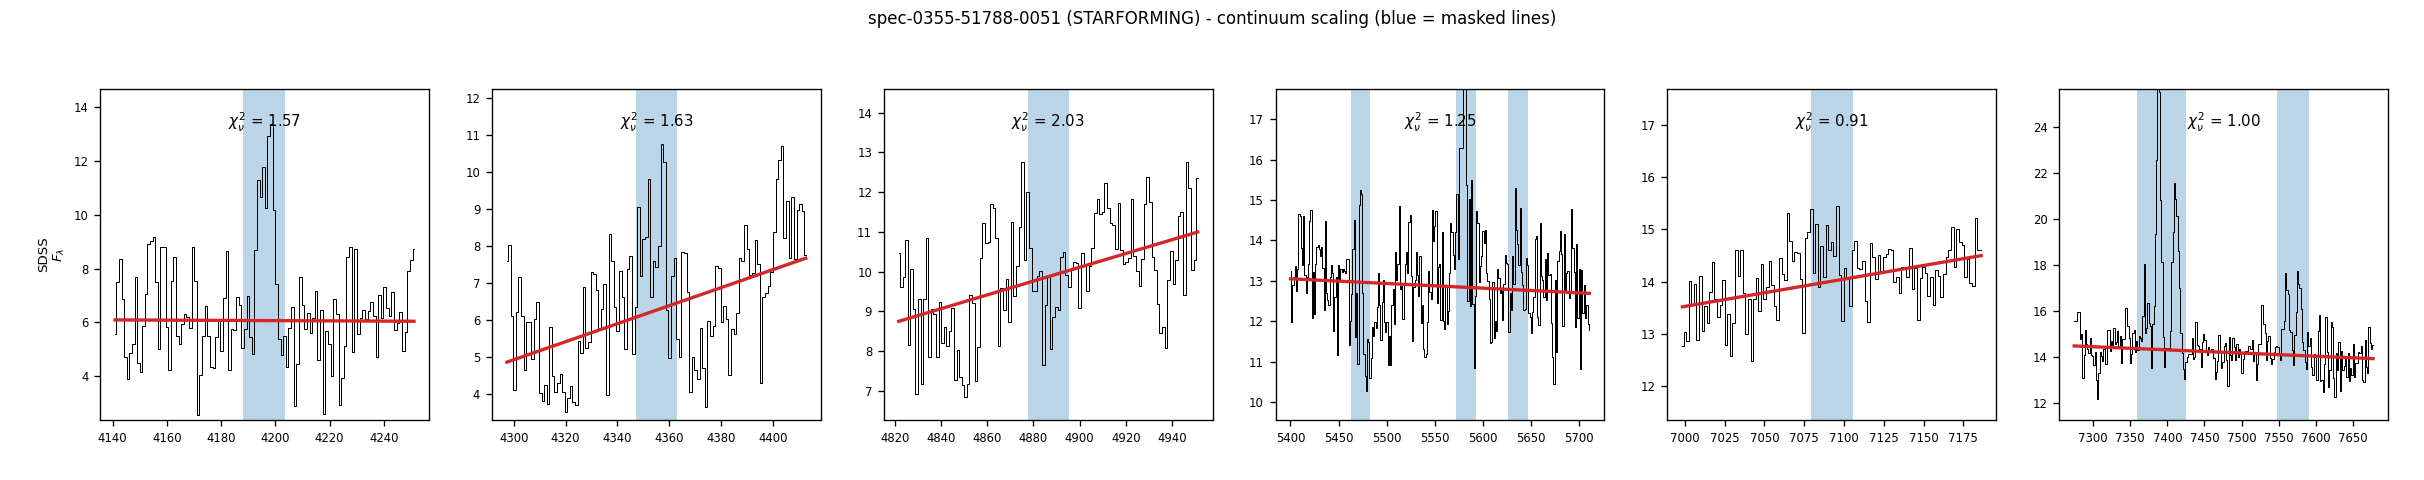 spec-0355-51788-0051 (STARFORMING) - continuum scaling (blue = masked lines)
SDSS
F_λ
χ²_ν = 1.57
14
12
10
8
6
4
4140 4160 4180 4200 4220 4240
χ²_ν = 1.63
12
11
10
9
8
7
6
5
4
4300 4320 4340 4360 4380 4400
χ²_ν = 2.03
14
13
12
11
10
9
8
7
4820 4840 4860 4880 4900 4920 4940
χ²_ν = 1.25
17
16
15
14
13
12
11
10
5400 5450 5500 5550 5600 5650 5700
χ²_ν = 0.91
17
16
15
14
13
12
7000 7025 7050 7075 7100 7125 7150 7175
χ²_ν = 1.00
24
22
20
18
16
14
12
7300 7350 7400 7450 7500 7550 7600 7650